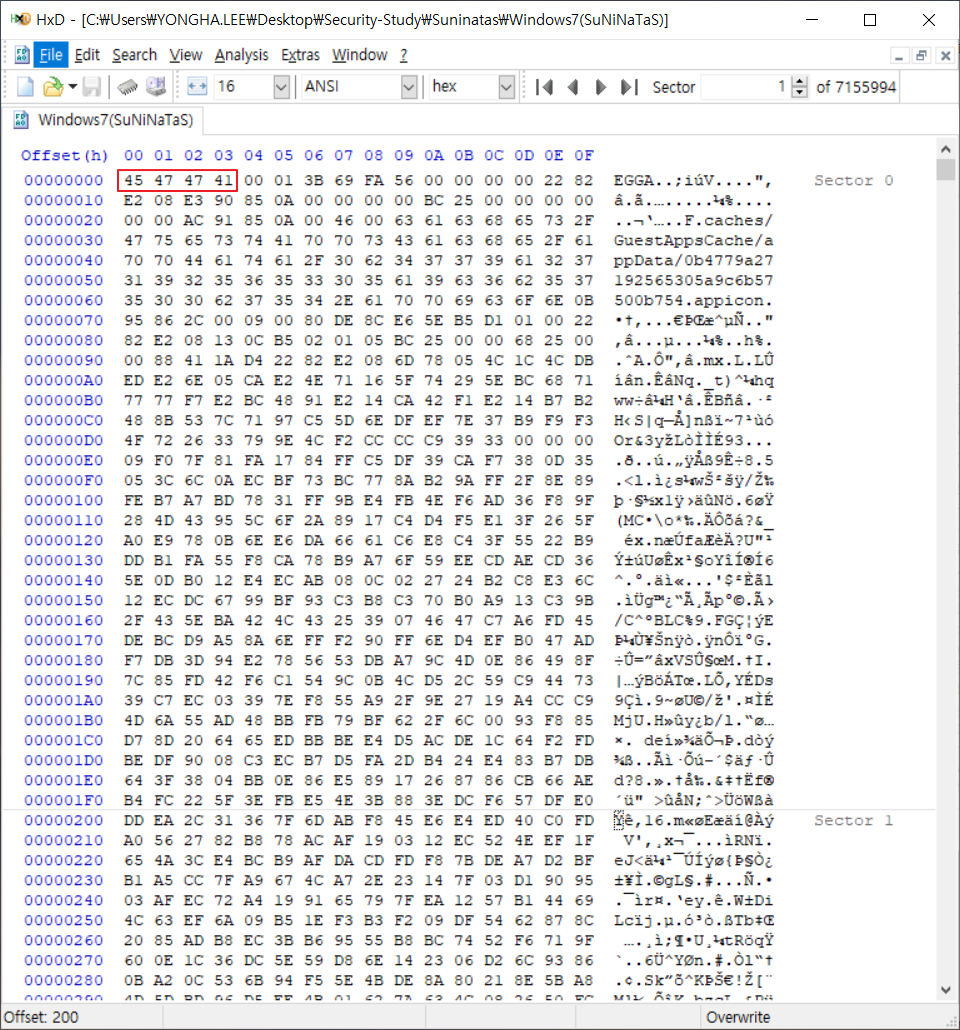 HxD - [C:₩Users₩YONGHA.LEE₩Desktop₩Security-Study₩Suninatas₩Windows7(SuNiNaTaS)]
File Edit Search View Analysis Extras Window ?
16 ANSI hex Sector 1 of 7155994
Windows7(SuNiNaTaS)
Offset(h) 00 01 02 03 04 05 06 07 08 09 0A 0B 0C 0D 0E 0F
00000000 45 47 47 41 00 01 3B 69 FA 56 00 00 00 00 22 82 EGGA..;iúV....", Sector 0
00000010 E2 08 E3 90 85 0A 00 00 00 00 BC 25 00 00 00 00 â.ã.….....¼%....
00000020 00 00 AC 91 85 0A 00 46 00 63 61 63 68 65 73 2F ..¬‘…..F.caches/
00000030 47 75 65 73 74 41 70 70 73 43 61 63 68 65 2F 61 GuestAppsCache/a
00000040 70 70 44 61 74 61 2F 30 62 34 37 37 39 61 32 37 ppData/0b4779a27
00000050 31 39 32 35 36 35 33 30 35 61 39 63 36 62 35 37 192565305a9c6b57
00000060 35 30 30 62 37 35 34 2E 61 70 70 69 63 6F 6E 0B 500b754.appicon.
00000070 95 86 2C 00 09 00 80 DE 8C E6 5E B5 D1 01 00 22 •†,...€ÞŒæ^µÑ.."
00000080 82 E2 08 13 0C B5 02 01 05 BC 25 00 00 68 25 00 ,â...µ...¼%..h%.
00000090 00 88 41 1A D4 22 82 E2 08 6D 78 05 4C 1C 4C DB .ˆA.Ô",â.mx.L.LÛ
000000A0 ED E2 6E 05 CA E2 4E 71 16 5F 74 29 5E BC 68 71 íân.ÊâNq._t)^¼hq
000000B0 77 77 F7 E2 BC 48 91 E2 14 CA 42 F1 E2 14 B7 B2 ww÷â¼H‘â.ÊBñâ.·²
000000C0 48 8B 53 7C 71 97 C5 5D 6E DF EF 7E 37 B9 F9 F3 H‹S|q—Å]nßï~7¹ùó
000000D0 4F 72 26 33 79 9E 4C F2 CC CC C9 39 33 00 00 00 Or&3yžLòÌÌÉ93...
000000E0 09 F0 7F 81 FA 17 84 FF C5 DF 39 CA F7 38 0D 35 .ð..ú.„ÿÅß9Ê÷8.5
000000F0 05 3C 6C 0A EC BF 73 BC 77 8A B2 9A FF 2F 8E 89 .<l.ì¿s¼wŠ²šÿ/Ž‰
00000100 FE B7 A7 BD 78 31 FF 9B E4 FB 4E F6 AD 36 F8 9F þ·§½x1ÿ›äûNö.6øŸ
00000110 28 4D 43 95 5C 6F 2A 89 17 C4 D4 F5 E1 3F 26 5F (MC•\o*‰.ÄÔõá?&_
00000120 A0 E9 78 0B 6E E6 DA 66 61 C6 E8 C4 3F 55 22 B9 éx.næÚfaÆèÄ?U"¹
00000130 DD B1 FA 55 F8 CA 78 B9 A7 6F 59 EE CD AE CD 36 Ý±úUøÊx¹§oYîÍ®Í6
00000140 5E 0D B0 12 E4 EC AB 08 0C 02 27 24 B2 C8 E3 6C ^.°.äì«...'$²Èãl
00000150 12 EC DC 67 99 BF 93 C3 B8 C3 70 B0 A9 13 C3 9B .ìÜg™¿“Ã¸Ãp°©.Ã›
00000160 2F 43 5E BA 42 4C 43 25 39 07 46 47 C7 A6 FD 45 /C^ºBLC%9.FGÇ¦ýE
00000170 DE BC D9 A5 8A 6E FF F2 90 FF 6E D4 EF B0 47 AD Þ¼Ù¥Šnÿò.ÿnÔï°G.
00000180 F7 DB 3D 94 E2 78 56 53 DB A7 9C 4D 0E 86 49 8F ÷Û=”âxVSÛ§œM.†I.
00000190 7C 85 FD 42 F6 C1 54 9C 0B 4C D5 2C 59 C9 44 73 |…ýBöÁTœ.LÕ,YÉDs
000001A0 39 C7 EC 03 39 7E F8 55 A9 2F 9E 27 19 A4 CC C9 9Çì.9~øU©/ž'.¤ÌÉ
000001B0 4D 6A 55 AD 48 BB FB 79 BF 62 2F 6C 00 93 F8 85 MjU.H»ûy¿b/l.“ø…
000001C0 D7 8D 20 64 65 ED BB BE E4 D5 AC DE 1C 64 F2 FD ×. deí»¾äÕ¬Þ.dòý
000001D0 BE DF 90 08 C3 EC B7 D5 FA 2D B4 24 E4 83 B7 DB ¾ß..Ãì·Õú-´$äƒ·Û
000001E0 64 3F 38 04 BB 0E 86 E5 89 17 26 87 86 CB 66 AE d?8.».†å‰.&‡†Ëf®
000001F0 B4 FC 22 5F 3E FB E5 4E 3B 88 3E DC F6 57 DF E0 ´ü"_>ûåN;ˆ>ÜöWßà
00000200 DD EA 2C 31 36 7F 6D AB F8 45 E6 E4 ED 40 C0 FD Ýê,16.m«øEæäí@Àý Sector 1
00000210 A0 56 27 82 B8 78 AC AF 19 03 12 EC 52 4E EF 1F V'‚¸x¬¯...ìRNï.
00000220 65 4A 3C E4 BC B9 AF DA CD FD F8 7B DE A7 D2 BF eJ<ä¼¹¯ÚÍýø{Þ§Ò¿
00000230 B1 A5 CC 7F A9 67 4C A7 2E 23 14 7F 03 D1 90 95 ±¥Ì.©gL§.#...Ñ.•
00000240 03 AF EC 72 A4 19 91 65 79 7F EA 12 57 B1 44 69 .¯ìr¤.‘ey.ê.W±Di
00000250 4C 63 EF 6A 09 B5 1E F3 B3 F2 09 DF 54 62 87 8C Lcïj.µ.ó³ò.ßTb‡Œ
00000260 20 85 AD B8 EC 3B B6 95 55 B8 BC 74 52 F6 71 9F ….¸ì;¶•U¸¼tRöqŸ
00000270 60 0E 1C 36 DC 5E 59 D8 6E 14 23 06 D2 6C 93 86 `..6Ü^YØn.#.Òl“†
00000280 0B A2 0C 53 6B 94 F5 5E 4B DE 8A 80 21 8E 5B A8 .¢.Sk”õ^KÞŠ€!Ž[¨
Offset: 200 Overwrite